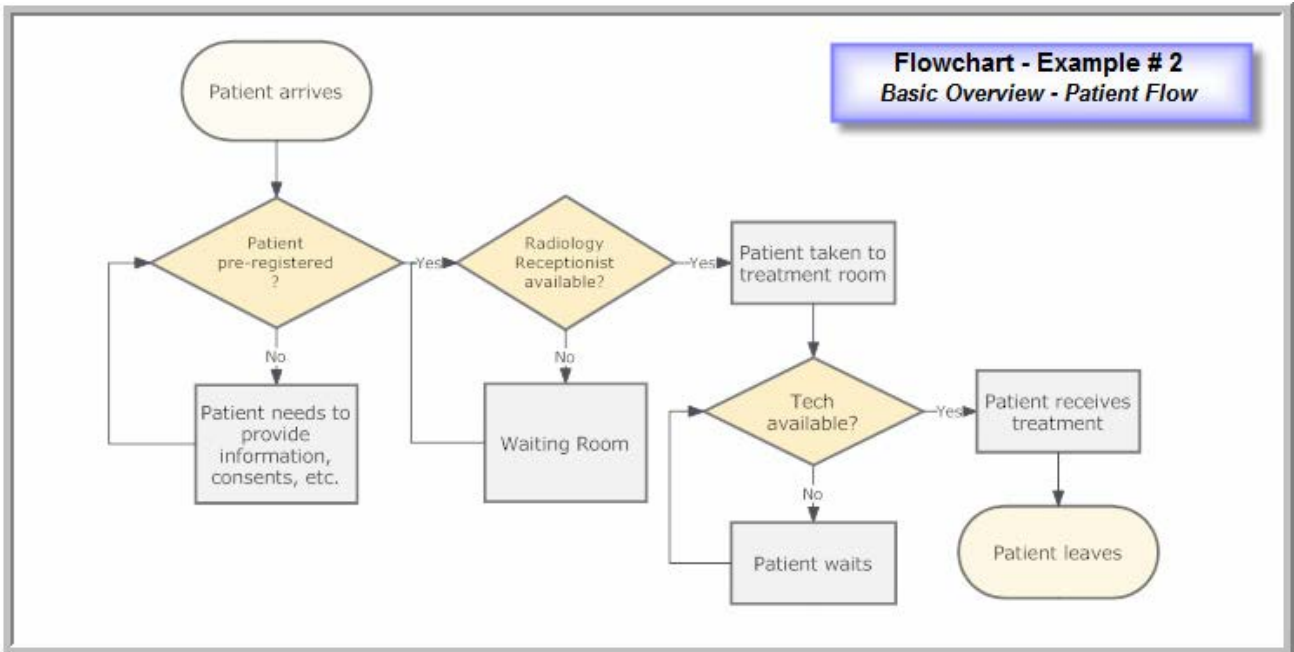 Flowchart - Example # 2
Basic Overview - Patient Flow
Patient arrives
Patient
pre-registered
?
Yes
No
Patient needs to
provide
information,
consents, etc.
Radiology
Receptionist
available?
Yes
No
Waiting Room
Patient taken to
treatment room
Tech
available?
Yes
No
Patient waits
Patient receives
treatment
Patient leaves